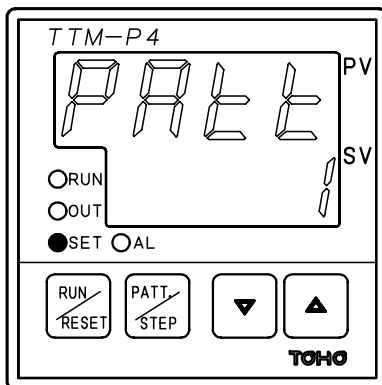 TTM-P4
PAtt PV
1 SV
RUN
OUT
SET AL
RUN/RESET PATT./STEP
TOHO